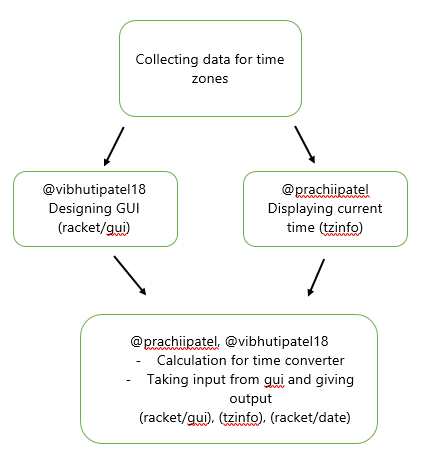 Collecting data for time
zones
@vibhutipatel18
Designing GUI
(racket/gui)
@prachiipatel
Displaying current
time (tzinfo)
@prachiipatel, @vibhutipatel18
- Calculation for time converter
- Taking input from gui and giving
output
(racket/gui), (tzinfo), (racket/date)